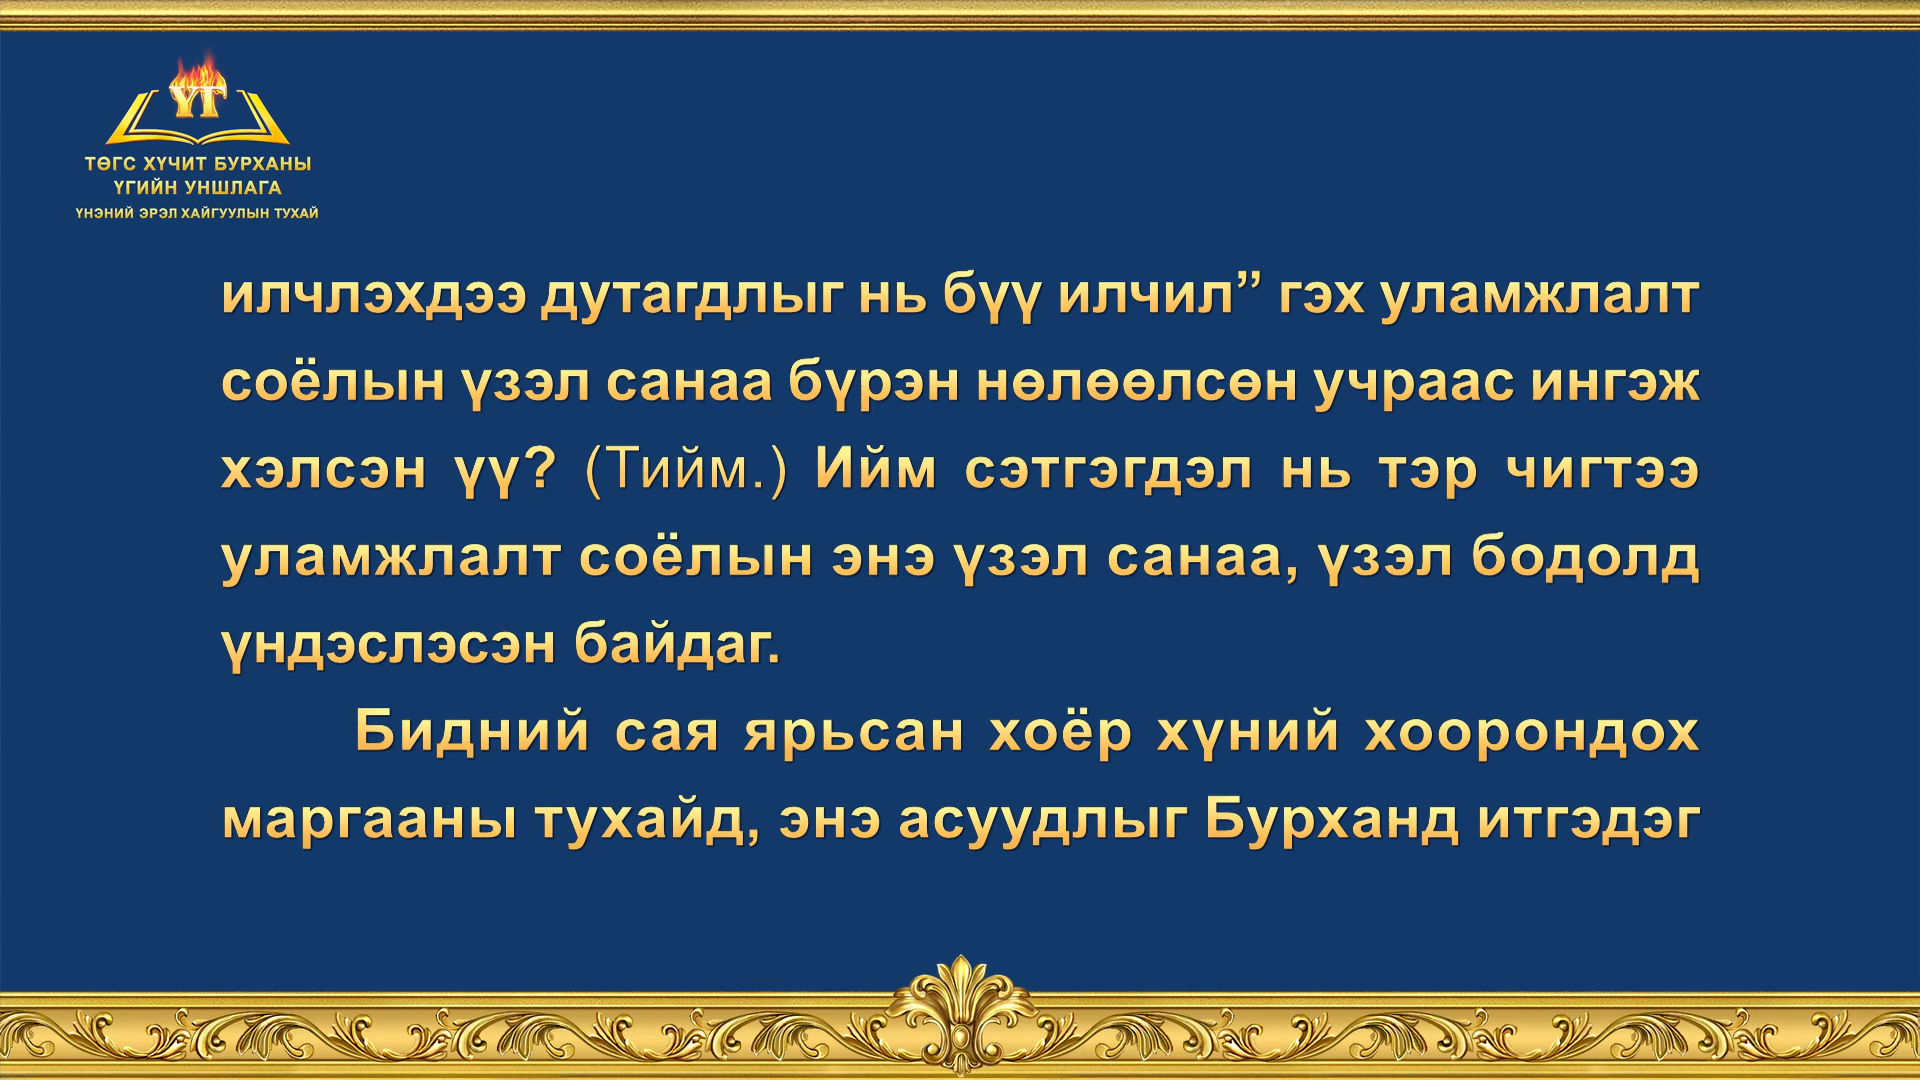 ҮГ
ТӨГС ХҮЧИТ БУРХАНЫ
ҮГИЙН УНШЛАГА
ҮНЭНИЙ ЭРЭЛ ХАЙГУУЛЫН ТУХАЙ
илчлэхдээ дутагдлыг нь бүү илчил” гэх уламжлалт
соёлын үзэл санаа бүрэн нөлөөлсөн учраас ингэж
хэлсэн үү? (Тийм.) Ийм сэтгэгдэл нь тэр чигтээ
уламжлалт соёлын энэ үзэл санаа, үзэл бодолд
үндэслэсэн байдаг.
Бидний сая ярьсан хоёр хүний хоорондох
маргааны тухайд, энэ асуудлыг Бурханд итгэдэг